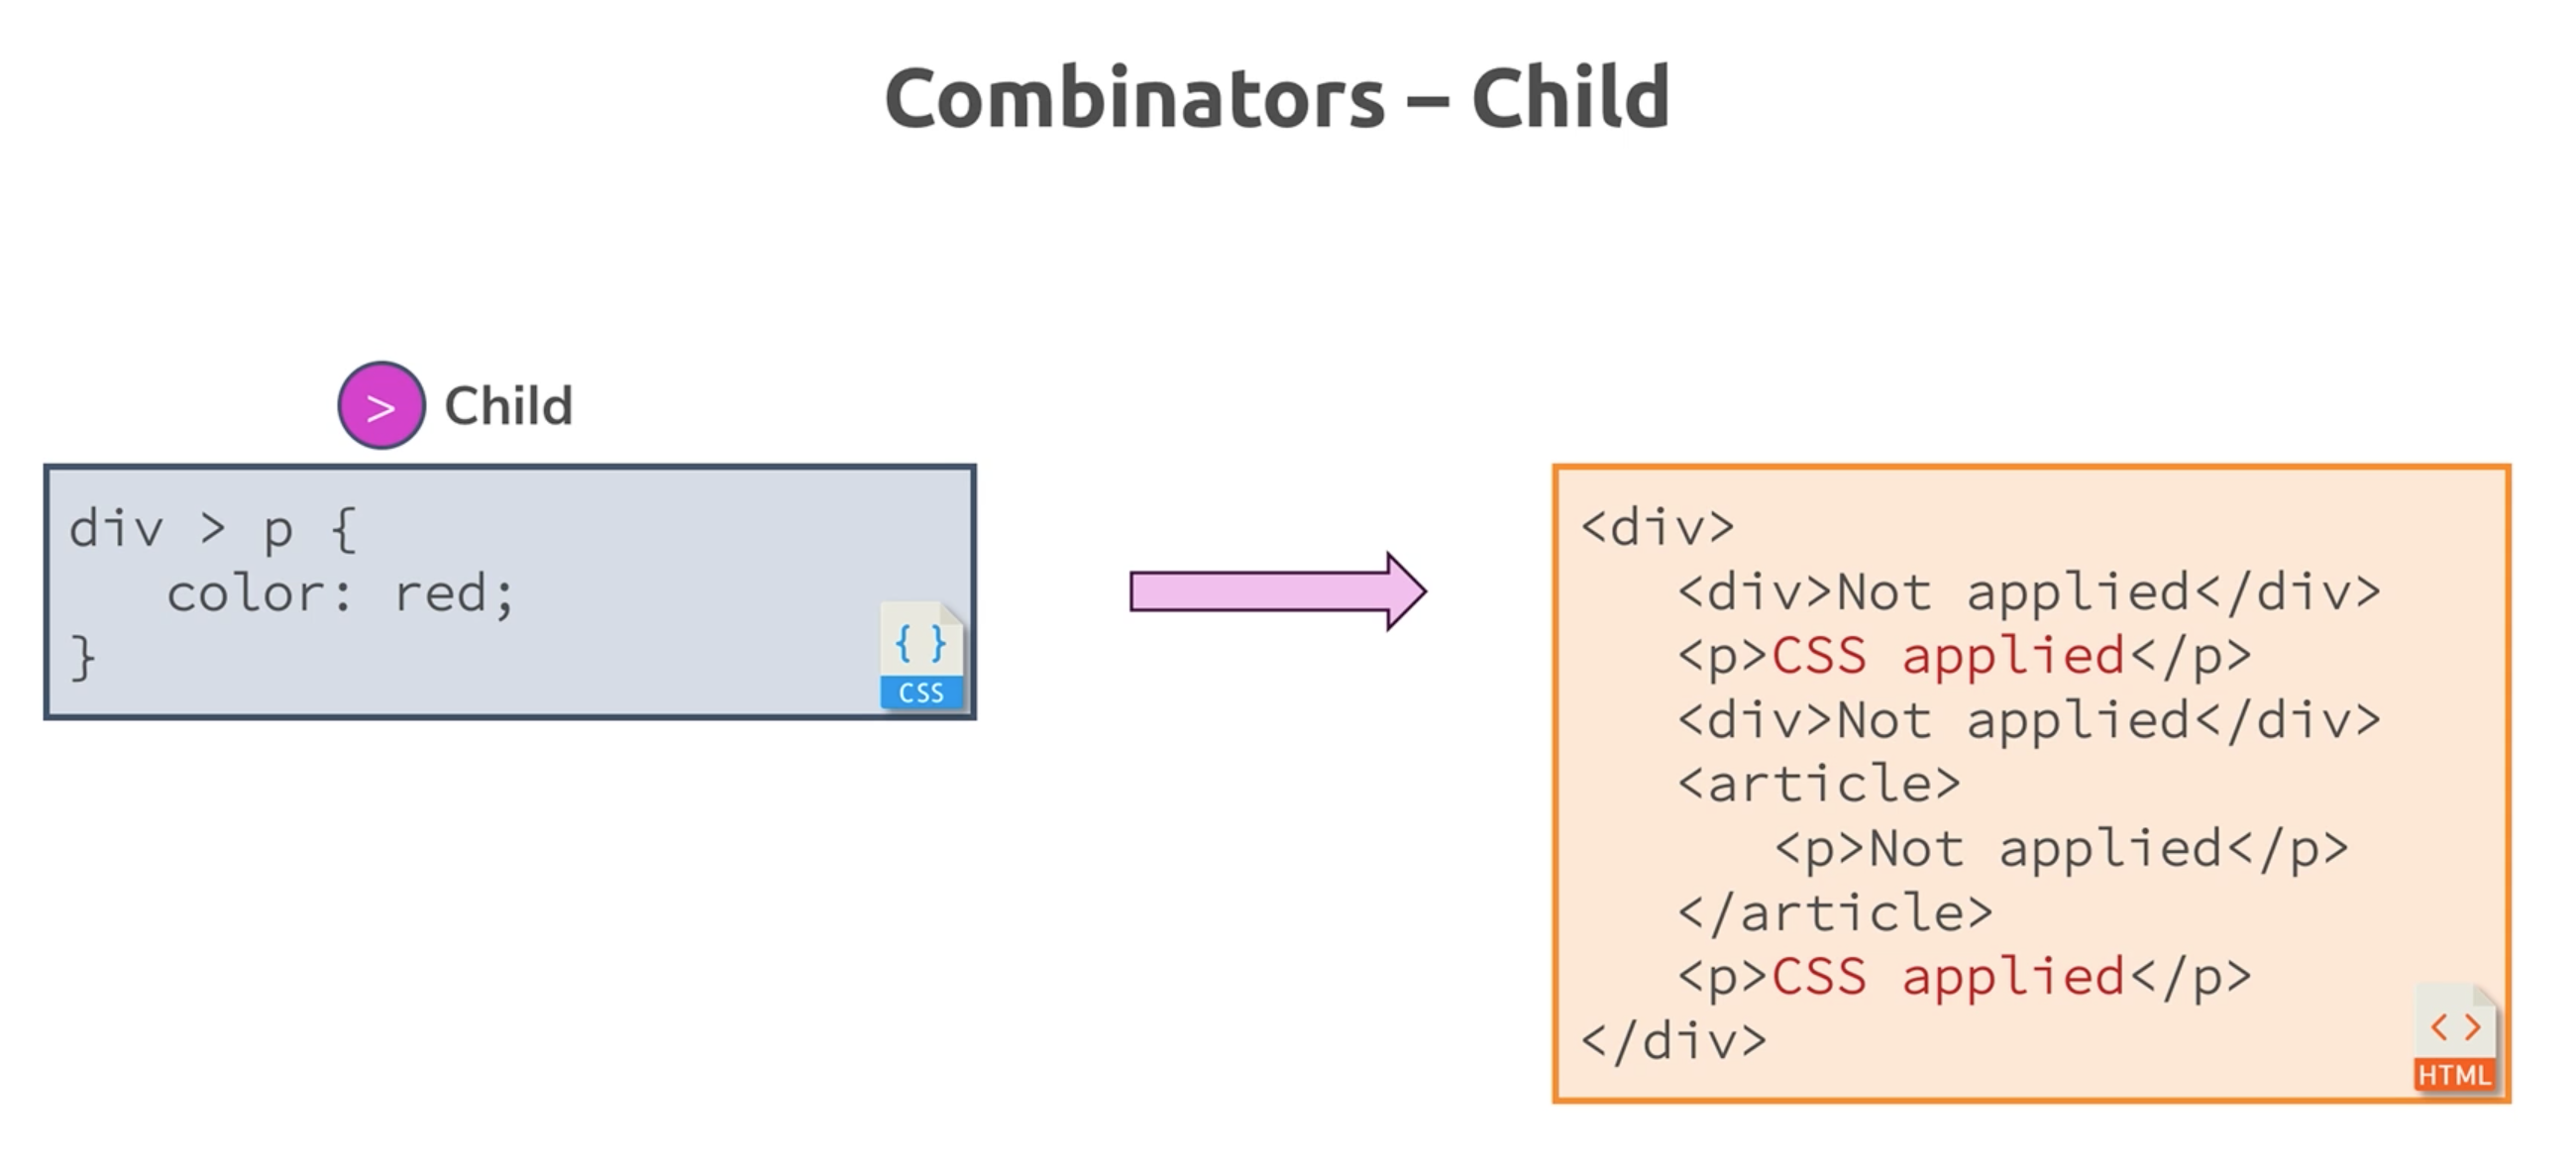 Combinators – Child
> Child
div > p {
   color: red;
}
{ }
CSS
<div>
   <div>Not applied</div>
   <p>CSS applied</p>
   <div>Not applied</div>
   <article>
      <p>Not applied</p>
   </article>
   <p>CSS applied</p>
</div>
< >
HTML